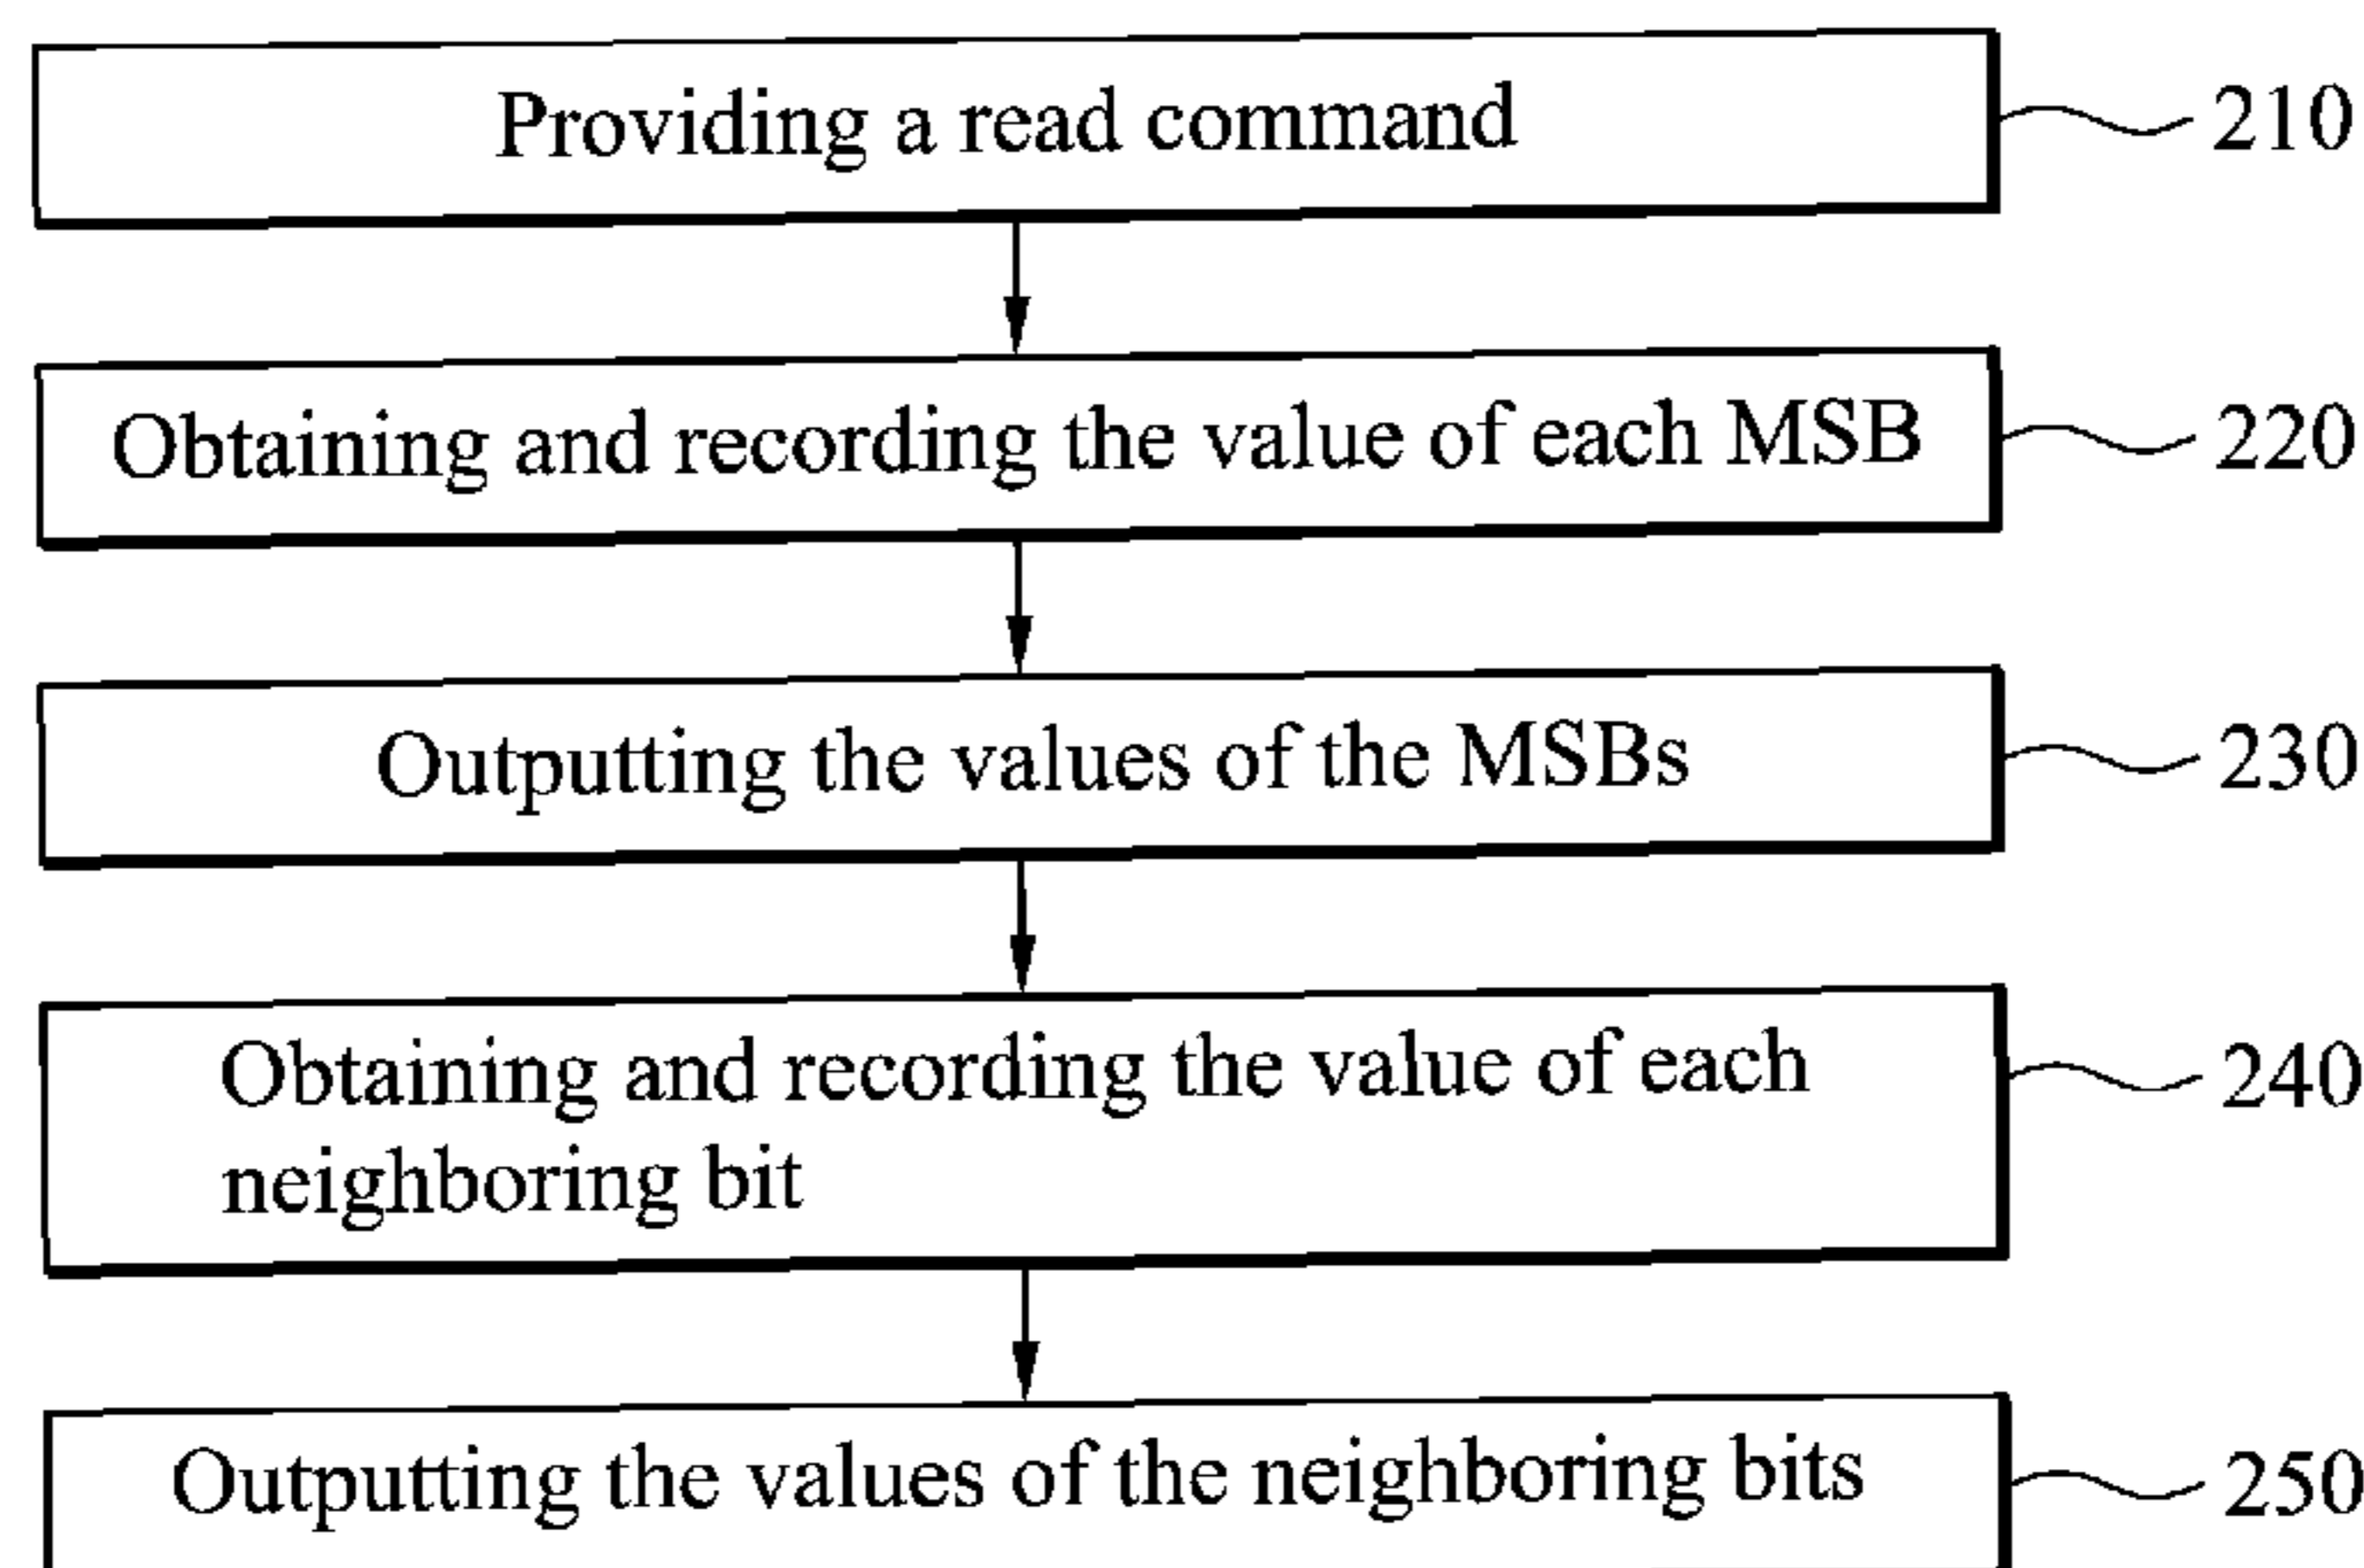 Providing a read command
210
Obtaining and recording the value of each MSB
220
Outputting the values of the MSBs
230
Obtaining and recording the value of each
neighboring bit
240
Outputting the values of the neighboring bits
250